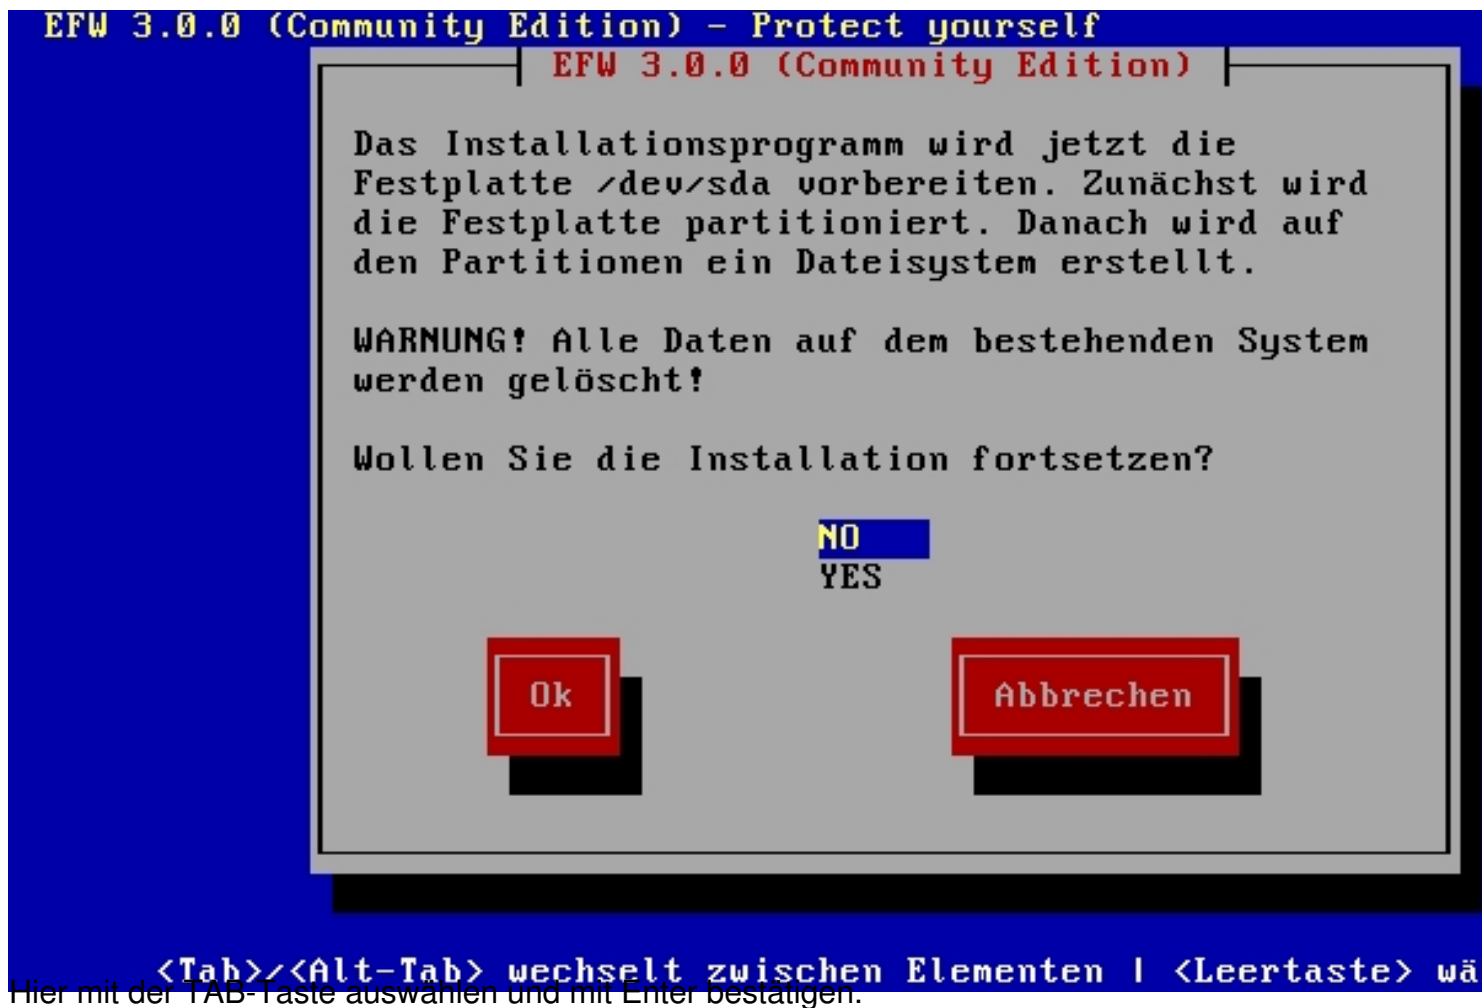 EFW 3.0.0 (Community Edition) - Protect yourself
EFW 3.0.0 (Community Edition)
Das Installationsprogramm wird jetzt die
Festplatte /dev/sda vorbereiten. Zunächst wird
die Festplatte partitioniert. Danach wird auf
den Partitionen ein Dateisystem erstellt.
WARNUNG! Alle Daten auf dem bestehenden System
werden gelöscht!
Wollen Sie die Installation fortsetzen?
NO
YES
Ok Abbrechen
<Tab>/<Alt-Tab> wechselt zwischen Elementen | <Leertaste> wä
Hier mit der TAB-Taste auswählen und mit Enter bestätigen.